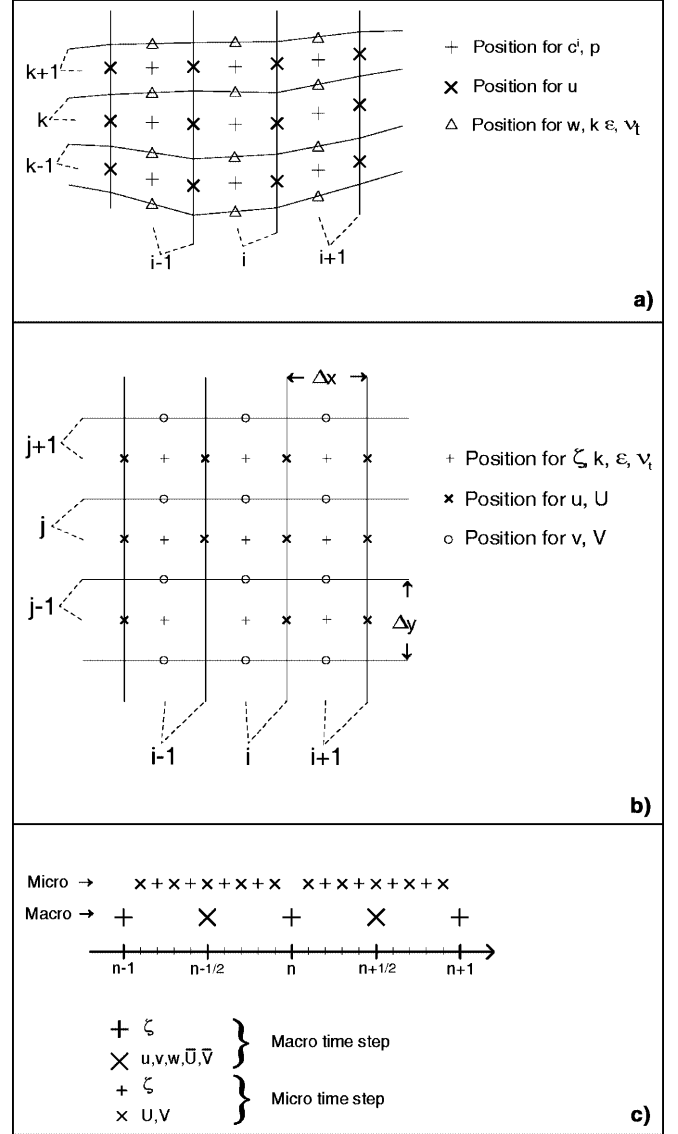 k+1
k
k-1
i-1
i
i+1
+ Position for cⁱ, p
× Position for u
△ Position for w, k ε, νt
a)
Δx
j+1
j
j-1
Δy
i-1
i
i+1
+ Position for ζ, k, ε, νt
× Position for u, U
○ Position for v, V
b)
Micro →
Macro →
n-1
n-1/2
n
n+1/2
n+1
+ ζ
× u,v,w,U̅,V̅
} Macro time step
+ ζ
× U,V
} Micro time step
c)